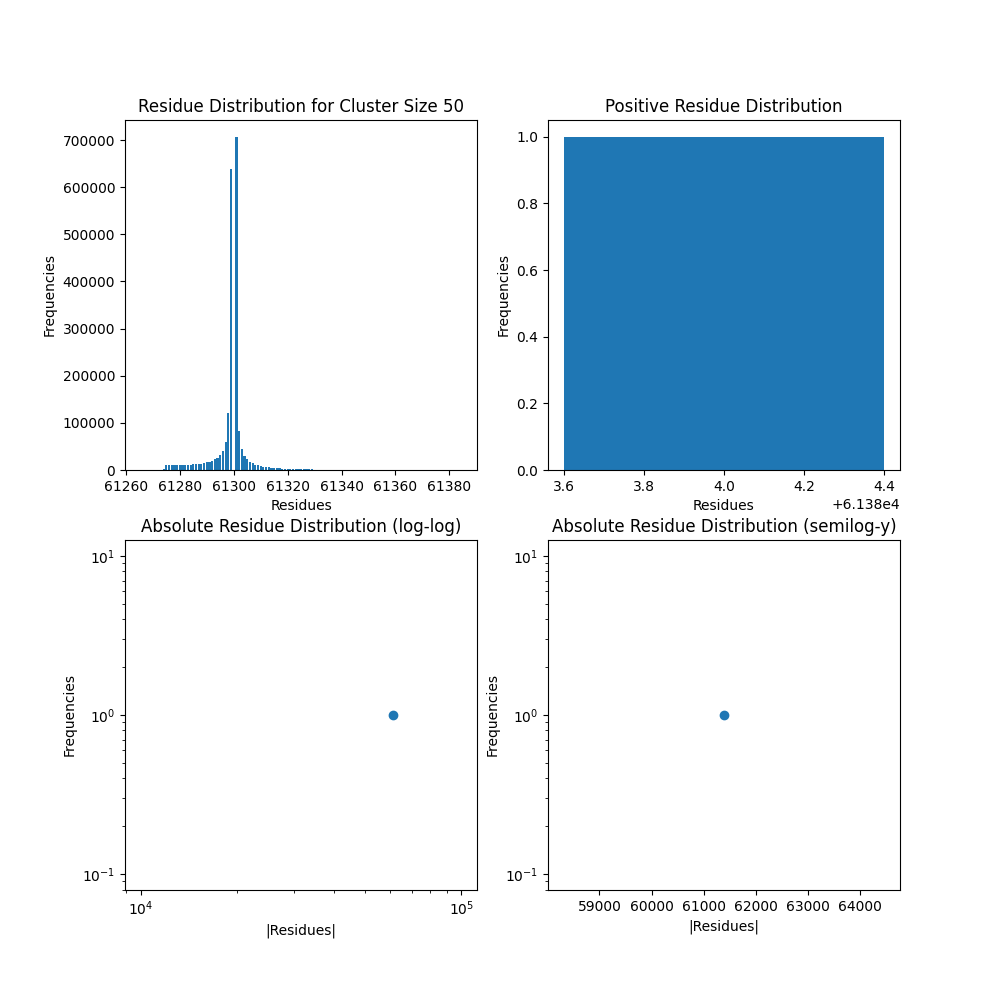 Residue Distribution for Cluster Size 50
Frequencies
700000
600000
500000
400000
300000
200000
100000
0
61260 61280 61300 61320 61340 61360 61380
Residues
Positive Residue Distribution
Frequencies
1.0
0.8
0.6
0.4
0.2
0.0
3.6 3.8 4.0 4.2 4.4
Residues
+6.138e4
Absolute Residue Distribution (log-log)
Frequencies
10¹
10⁰
10⁻¹
10⁴ 10⁵
|Residues|
Absolute Residue Distribution (semilog-y)
Frequencies
10¹
10⁰
10⁻¹
59000 60000 61000 62000 63000 64000
|Residues|